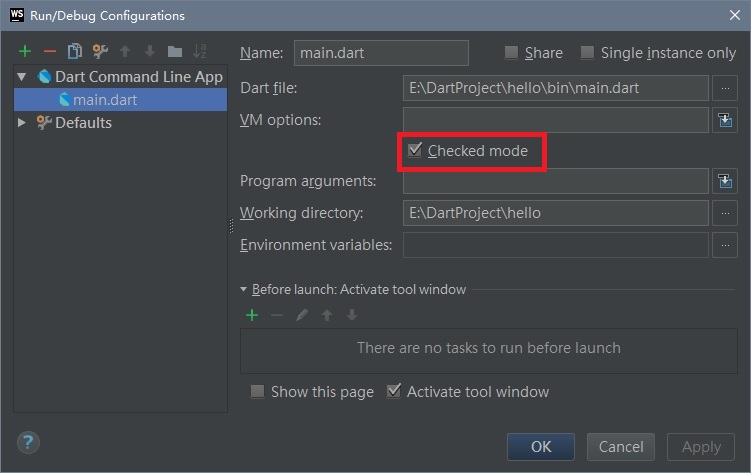 WS Run/Debug Configurations
Name: main.dart Share Single instance only
Dart Command Line App
main.dart
Defaults
Dart file: E:\DartProject\hello\bin\main.dart ...
VM options:
Checked mode
Program arguments:
Working directory: E:\DartProject\hello ...
Environment variables: ...
Before launch: Activate tool window
There are no tasks to run before launch
Show this page Activate tool window
? OK Cancel Apply